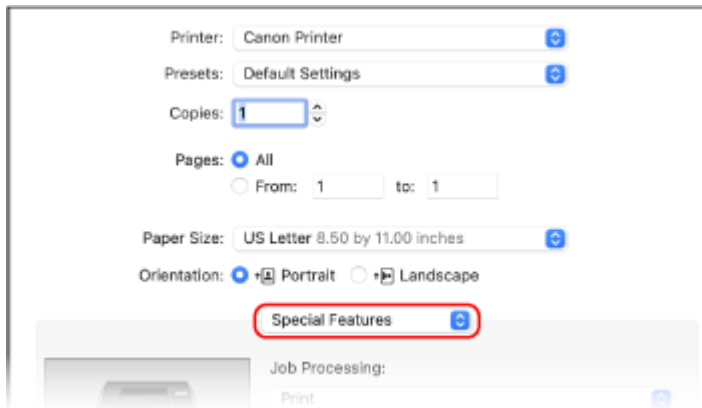 Printer: Canon Printer
Presets: Default Settings
Copies: 1
Pages: All
From: 1 to: 1
Paper Size: US Letter 8.50 by 11.00 inches
Orientation: Portrait Landscape
Special Features
Job Processing:
Print